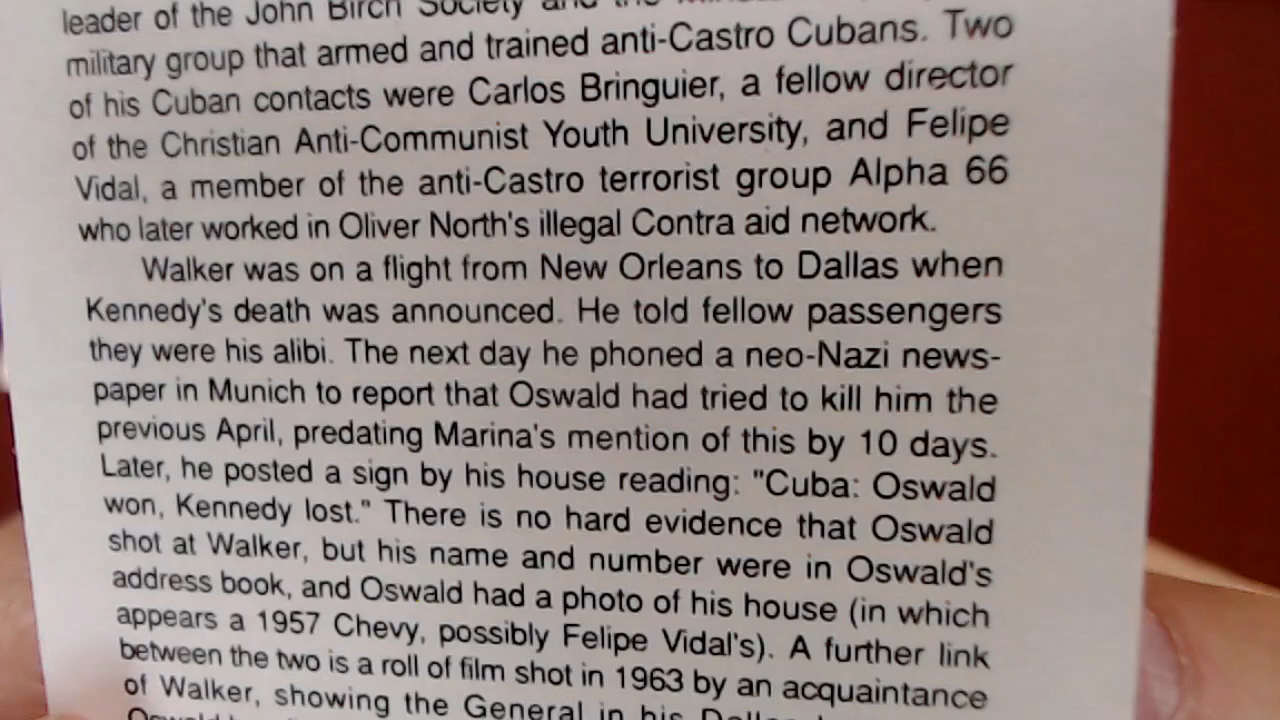 leader of the John Birch Society and the
military group that armed and trained anti-Castro Cubans. Two
of his Cuban contacts were Carlos Bringuier, a fellow director
of the Christian Anti-Communist Youth University, and Felipe
Vidal, a member of the anti-Castro terrorist group Alpha 66
who later worked in Oliver North's illegal Contra aid network.
Walker was on a flight from New Orleans to Dallas when
Kennedy's death was announced. He told fellow passengers
they were his alibi. The next day he phoned a neo-Nazi news-
paper in Munich to report that Oswald had tried to kill him the
previous April, predating Marina's mention of this by 10 days.
Later, he posted a sign by his house reading: "Cuba: Oswald
won, Kennedy lost." There is no hard evidence that Oswald
shot at Walker, but his name and number were in Oswald's
address book, and Oswald had a photo of his house (in which
appears a 1957 Chevy, possibly Felipe Vidal's). A further link
between the two is a roll of film shot in 1963 by an acquaintance
of Walker, showing the General in his Dallas